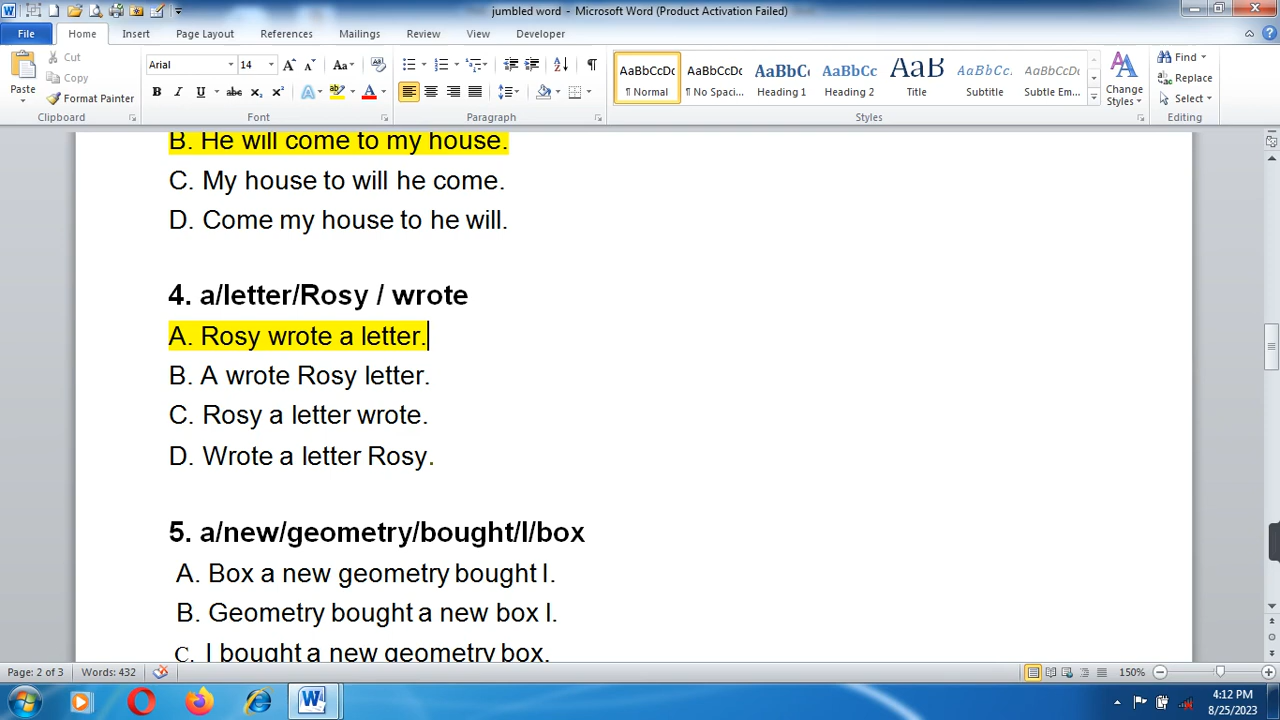 jumbled word - Microsoft Word (Product Activation Failed)
File Home Insert Page Layout References Mailings Review View Developer
Paste Cut Copy Format Painter
Arial 14
AaBbCcDc AaBbCcDc AaBbC AaBbCc AaB AaBbCc. AaBbCcDc
¶ Normal ¶ No Spaci... Heading 1 Heading 2 Title Subtitle Subtle Em...
Change Styles
Find Replace Select
Clipboard Font Paragraph Styles Editing
B. He will come to my house.
C. My house to will he come.
D. Come my house to he will.
4. a/letter/Rosy / wrote
A. Rosy wrote a letter.
B. A wrote Rosy letter.
C. Rosy a letter wrote.
D. Wrote a letter Rosy.
5. a/new/geometry/bought/I/box
A. Box a new geometry bought I.
B. Geometry bought a new box I.
C. I bought a new geometry box.
Page: 2 of 3 Words: 432 150%
4:12 PM
8/25/2023